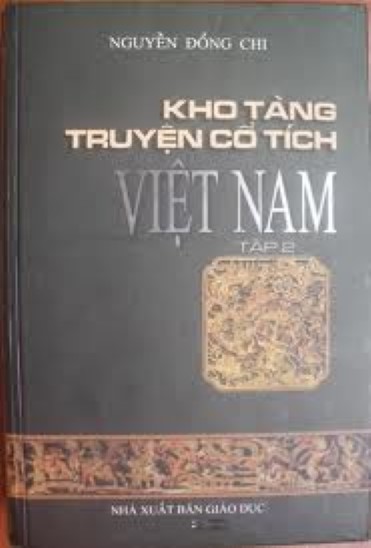 NGUYỄN ĐỔNG CHI
KHO TÀNG
TRUYỆN CỔ TÍCH
VIỆT NAM
TẬP 2
NHÀ XUẤT BẢN GIÁO DỤC